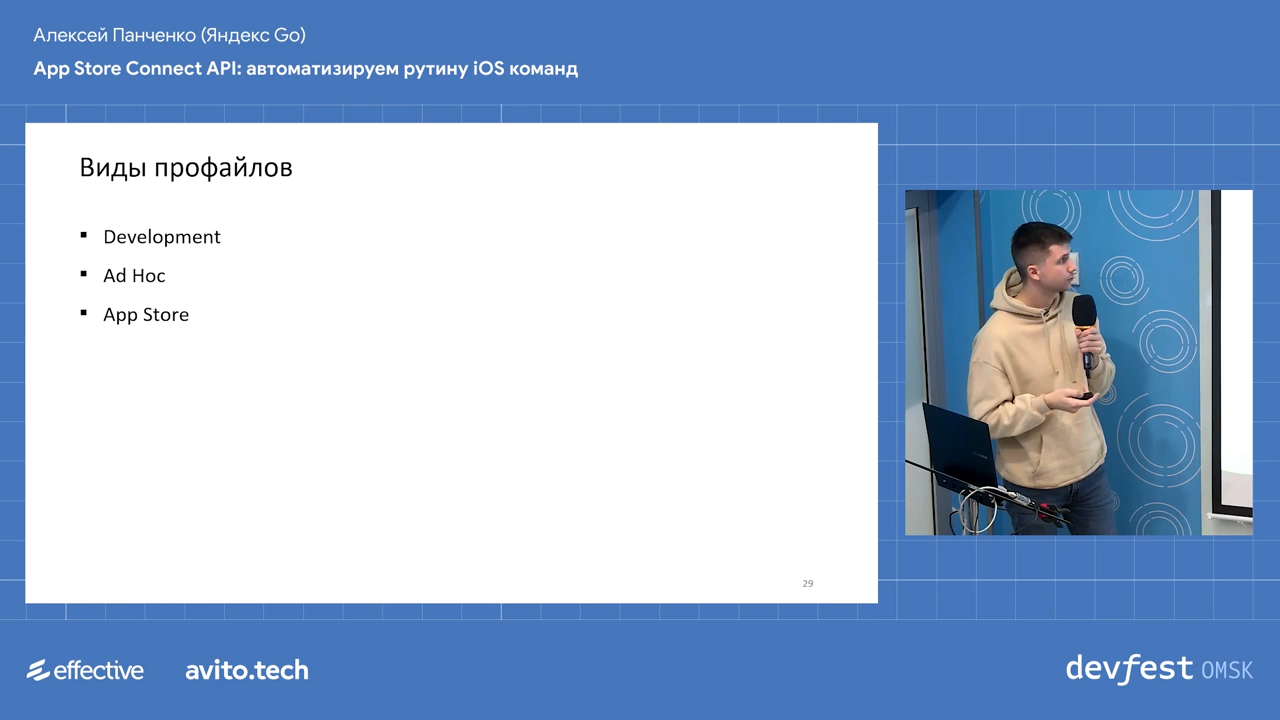 Алексей Панченко (Яндекс Go)
App Store Connect API: автоматизируем рутину iOS команд
Виды профайлов
▪ Development
▪ Ad Hoc
▪ App Store
29
effective
avito.tech
devfest OMSK